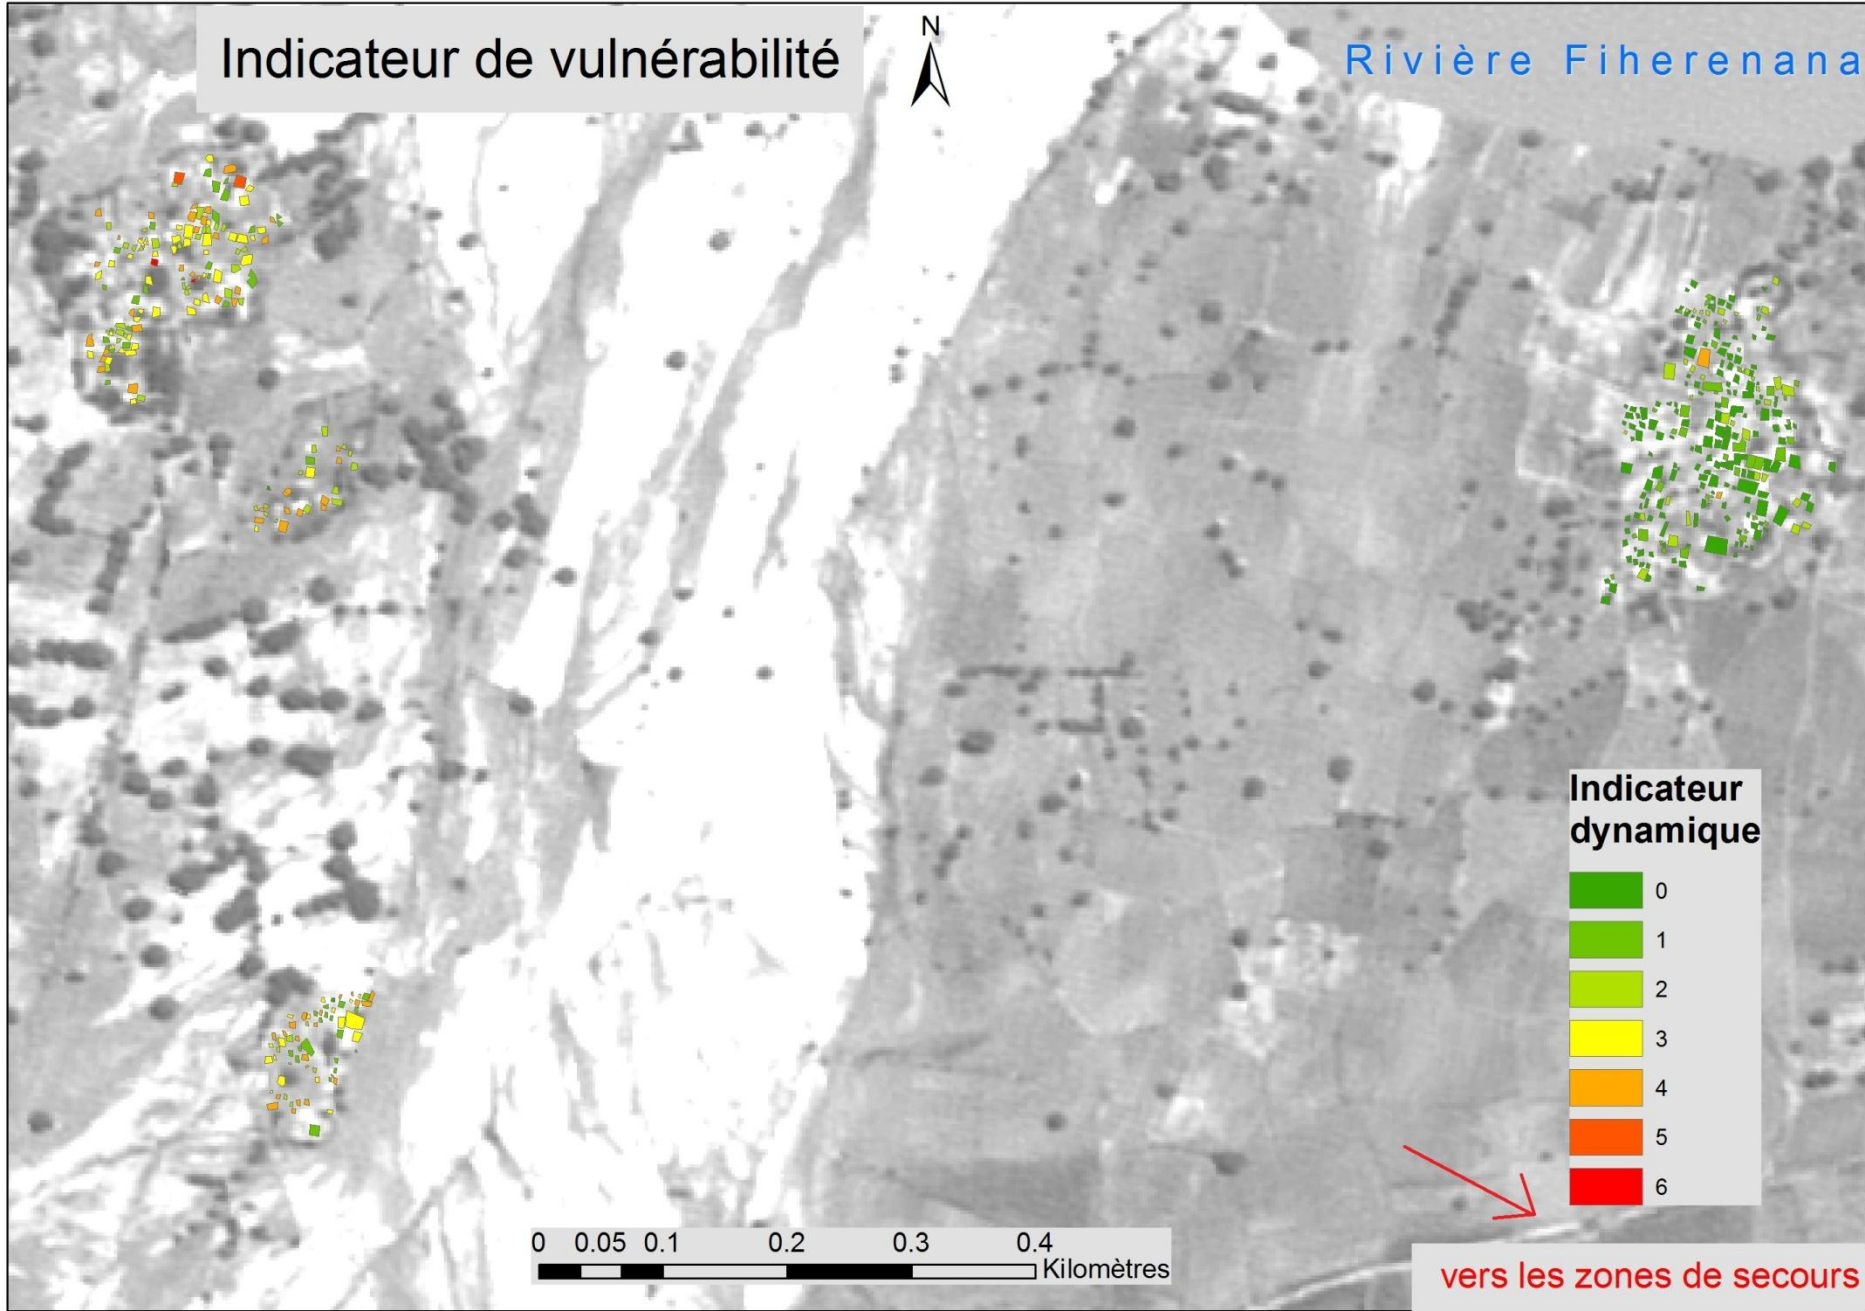 Indicateur de vulnérabilité
N
Rivière Fiherenana
Indicateur
dynamique
0
1
2
3
4
5
6
0 0.05 0.1 0.2 0.3 0.4
Kilomètres
vers les zones de secours